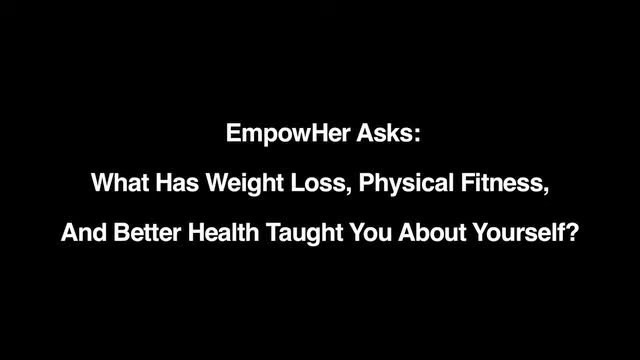 EmpowHer Asks:
What Has Weight Loss, Physical Fitness,
And Better Health Taught You About Yourself?